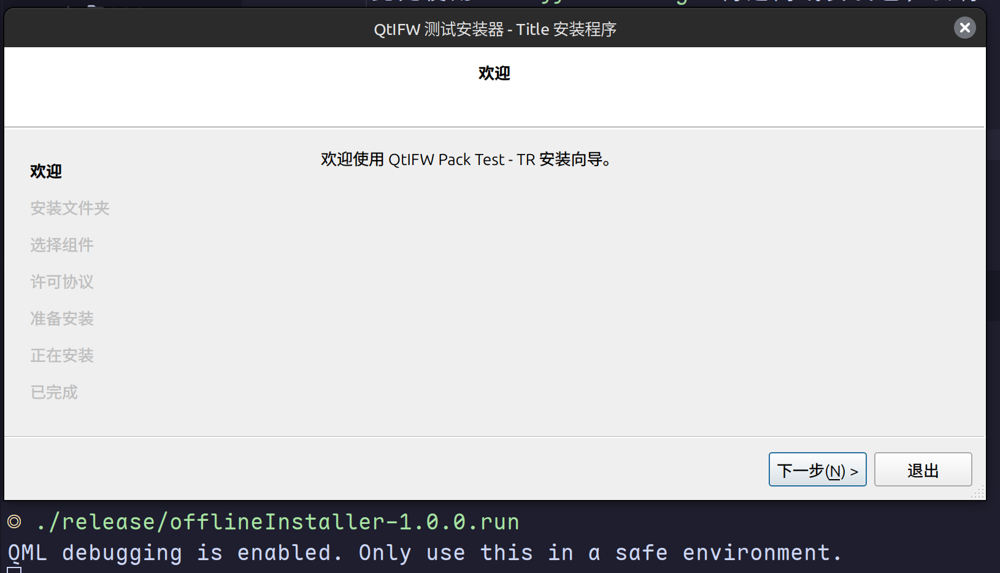 QtIFW 测试安装器 - Title 安装程序
欢迎
欢迎使用 QtIFW Pack Test - TR 安装向导。
欢迎
安装文件夹
选择组件
许可协议
准备安装
正在安装
已完成
下一步(N) >
退出
./release/offlineInstaller-1.0.0.run
QML debugging is enabled. Only use this in a safe environment.